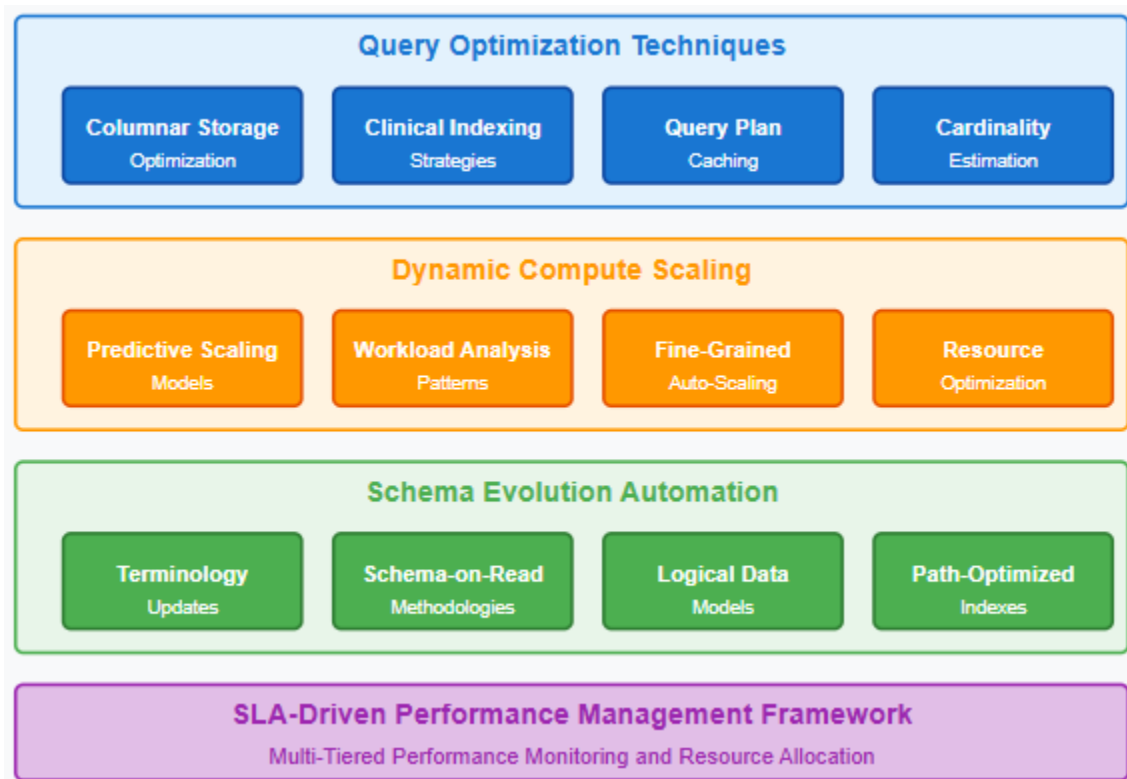 Query Optimization Techniques
Columnar Storage
Optimization
Clinical Indexing
Strategies
Query Plan
Caching
Cardinality
Estimation
Dynamic Compute Scaling
Predictive Scaling
Models
Workload Analysis
Patterns
Fine-Grained
Auto-Scaling
Resource
Optimization
Schema Evolution Automation
Terminology
Updates
Schema-on-Read
Methodologies
Logical Data
Models
Path-Optimized
Indexes
SLA-Driven Performance Management Framework
Multi-Tiered Performance Monitoring and Resource Allocation